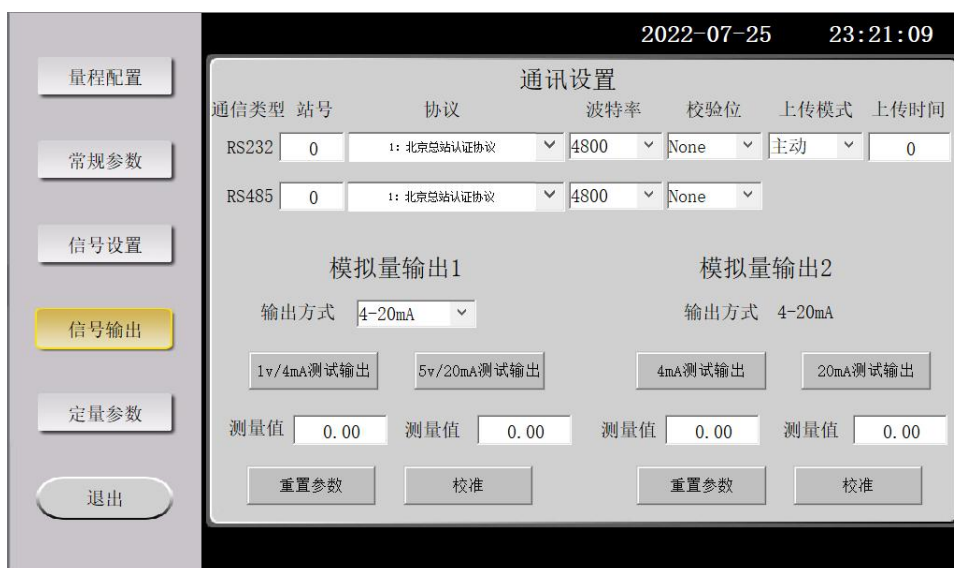 2022-07-25 23:21:09
量程配置
常规参数
信号设置
信号输出
定量参数
退出
通讯设置
通信类型 站号 协议 波特率 校验位 上传模式 上传时间
RS232 0 1: 北京总站认证协议 4800 None 主动 0
RS485 0 1: 北京总站认证协议 4800 None
模拟量输出1 模拟量输出2
输出方式 4-20mA 输出方式 4-20mA
1v/4mA测试输出 5v/20mA测试输出 4mA测试输出 20mA测试输出
测量值 0.00 测量值 0.00 测量值 0.00 测量值 0.00
重置参数 校准 重置参数 校准